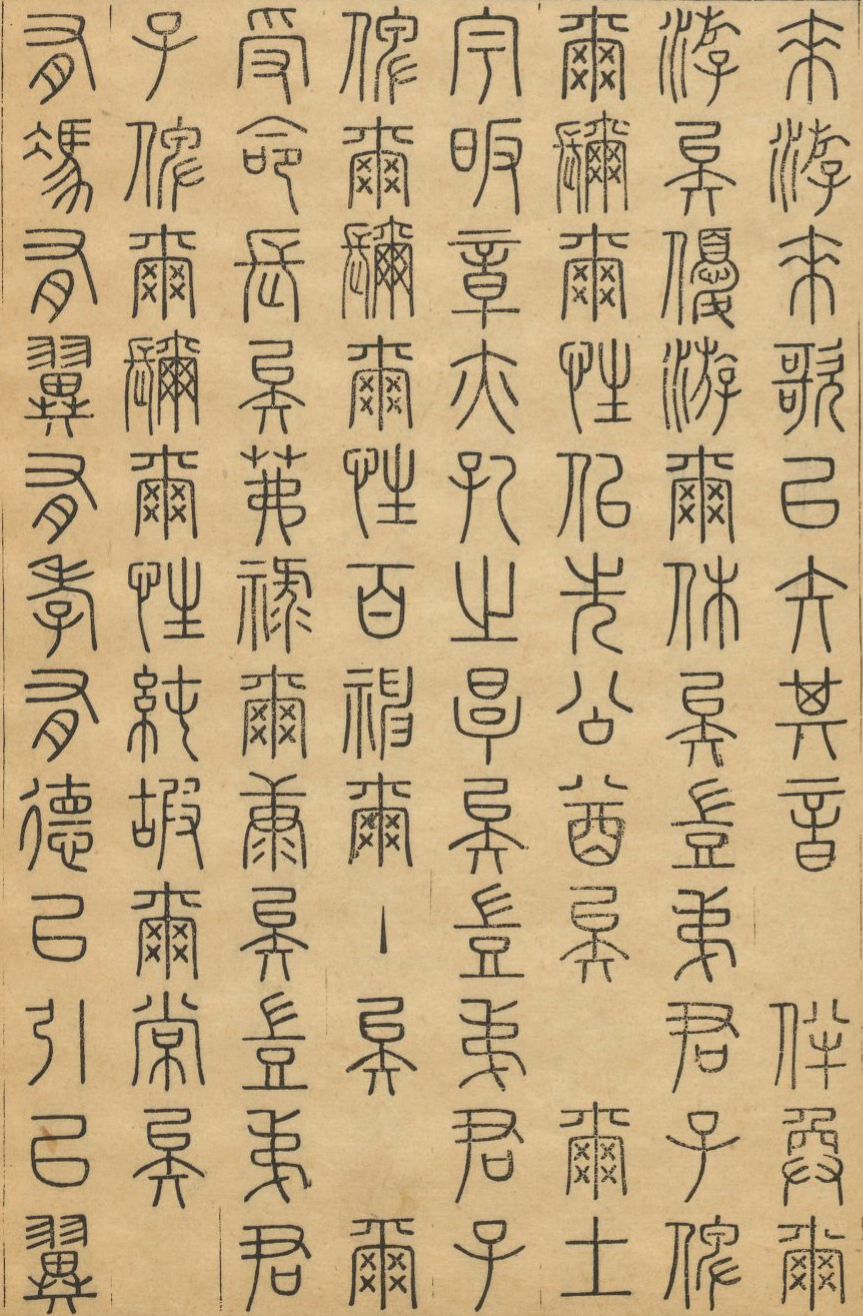 來游來歌以矢其音 伴奐爾
游矣優游爾休矣豈弟君子俾
爾彌爾性似先公酋矣 爾土
宇昄章亦孔之厚矣豈弟君子
俾爾彌爾性百神爾主矣 爾
受命長矣茀祿爾康矣豈弟君
子俾爾彌爾性純嘏爾常矣
有馮有翼有孝有德以引以翼